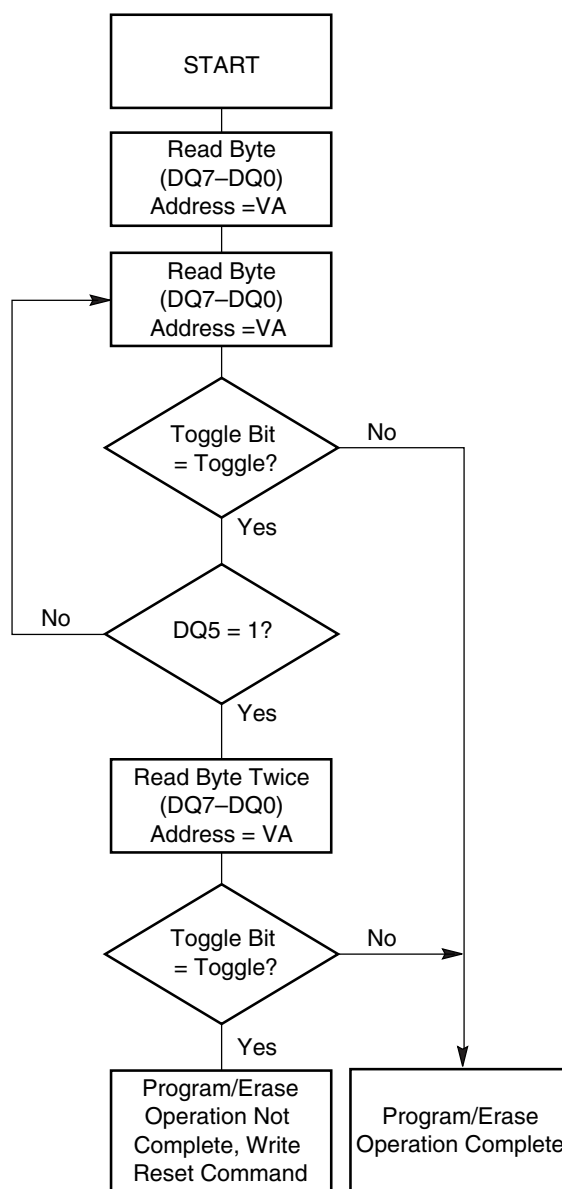 START
Read Byte
(DQ7–DQ0)
Address =VA
Read Byte
(DQ7–DQ0)
Address =VA
Toggle Bit
= Toggle?
No
Yes
No
DQ5 = 1?
Yes
Read Byte Twice
(DQ7–DQ0)
Address = VA
Toggle Bit
= Toggle?
No
Yes
Program/Erase
Operation Not
Complete, Write
Reset Command
Program/Erase
Operation Complete